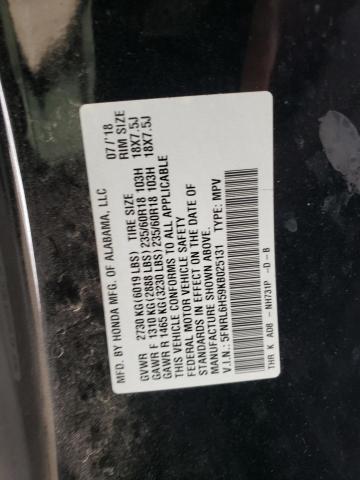 MFD. BY HONDA MFG. OF ALABAMA, LLC 07/'18
TIRE SIZE RIM SIZE
GVWR 2730 KG(6019 LBS)
GAWR F 1310 KG(2888 LBS) 235/60R18 103H 18X7.5J
GAWR R 1465 KG(3230 LBS) 235/60R18 103H 18X7.5J
THIS VEHICLE CONFORMS TO ALL APPLICABLE
FEDERAL MOTOR VEHICLE SAFETY
STANDARDS IN EFFECT ON THE DATE OF
MANUFACTURE SHOWN ABOVE.
V.I.N.: 5FNRL6H59KB025131 TYPE: MPV
THR K AD8 - NH731P -D -B